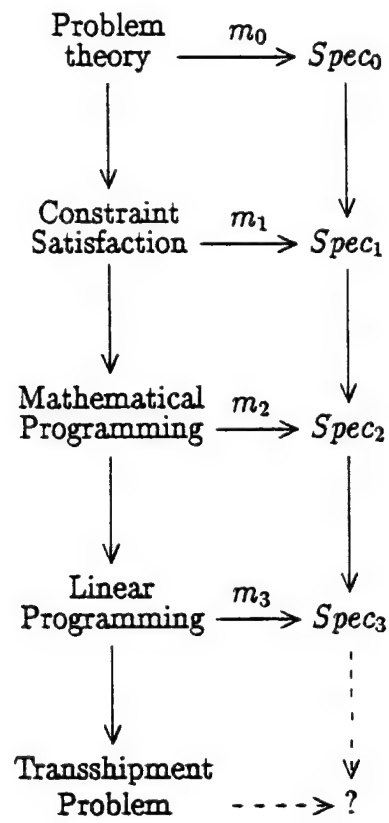 Problem
theory
m₀
Spec₀
Constraint
Satisfaction
m₁
Spec₁
Mathematical
Programming
m₂
Spec₂
Linear
Programming
m₃
Spec₃
Transshipment
Problem
?